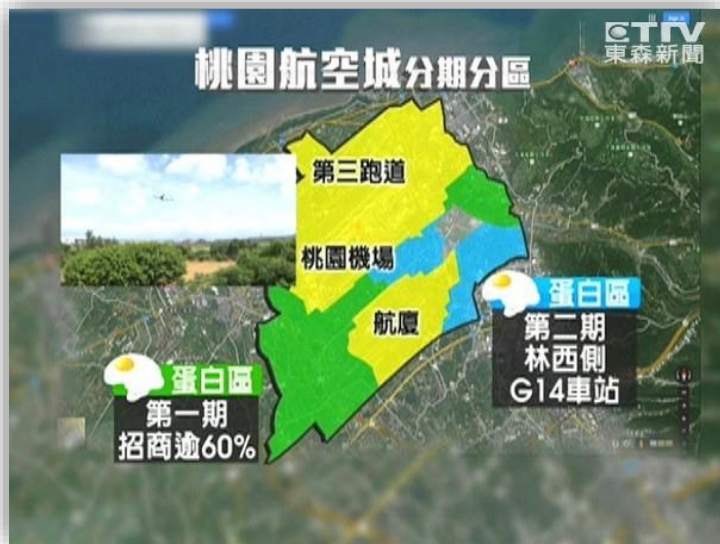 ETtV
東森新聞
桃園航空城分期分區
第三跑道
桃園機場
航廈
蛋白區
第二期
林西側
G14車站
蛋白區
第一期
招商逾60%